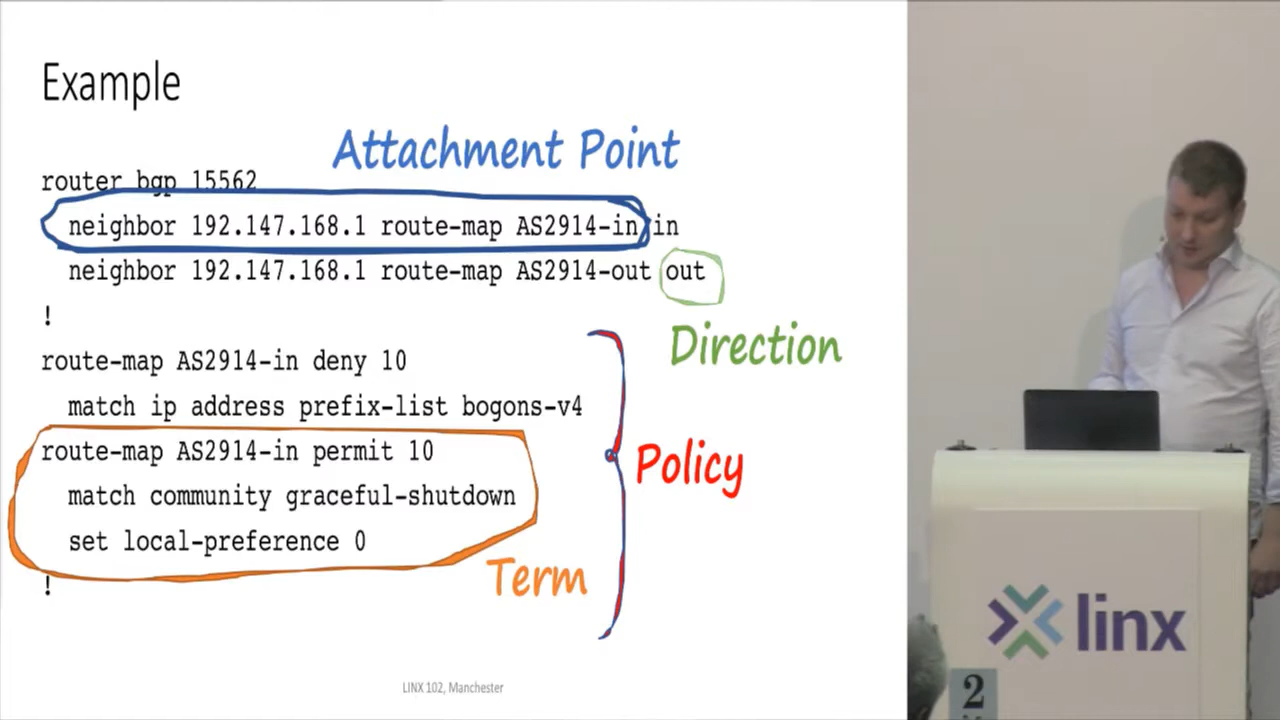 Example
Attachment Point
router bgp 15562
neighbor 192.147.168.1 route-map AS2914-in in
neighbor 192.147.168.1 route-map AS2914-out out
!
Direction
route-map AS2914-in deny 10
match ip address prefix-list bogons-v4
route-map AS2914-in permit 10
Policy
match community graceful-shutdown
set local-preference 0
Term
!
LINX 102, Manchester
linx
2